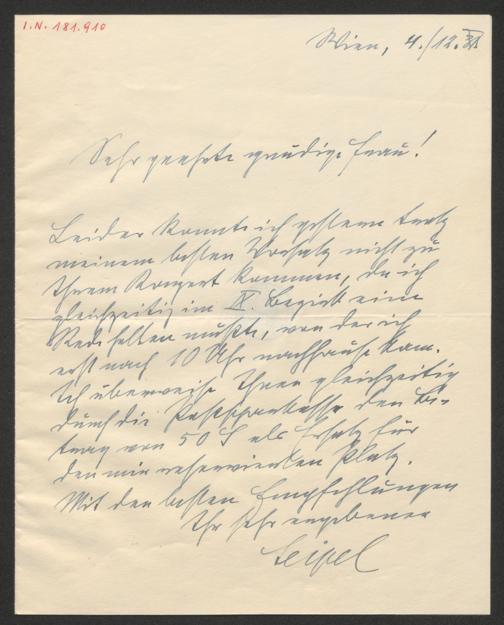 I.N. 181.910
Wien, 4./12.31
Sehr geehrte gnädige Frau!
Leider konnte ich gestern trotz
meinem besten Vorsatz nicht zu
Ihrem Konzert kommen, da ich
gleichzeitig im IX. Bezirk eine
Rede halten mußte, von der ich
erst nach 10 Uhr nachhause kam.
Ich überweise Ihnen gleichzeitig
durch die Postsparkasse den Be-
trag von 50 S als Ersatz für
den mir reservierten Platz.
Mit den besten Empfehlungen
Ihr sehr ergebener
Seipel